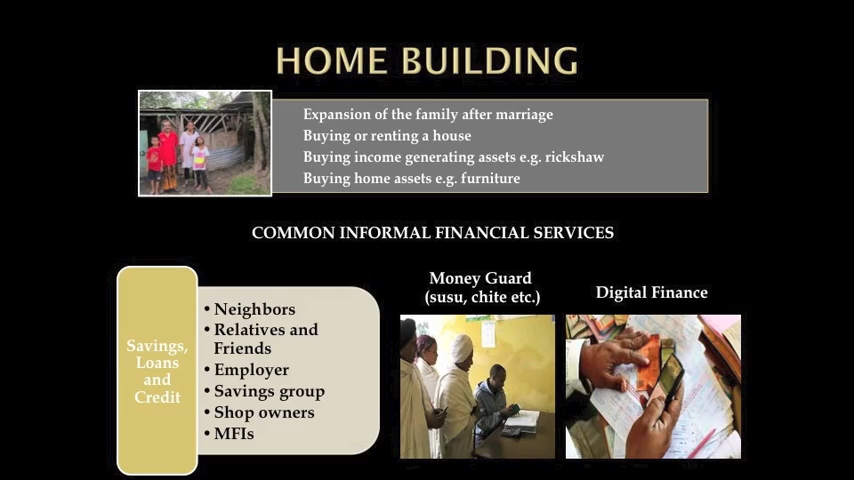 HOME BUILDING
Expansion of the family after marriage
Buying or renting a house
Buying income generating assets e.g. rickshaw
Buying home assets e.g. furniture
COMMON INFORMAL FINANCIAL SERVICES
Savings,
Loans
and
Credit
• Neighbors
• Relatives and
Friends
• Employer
• Savings group
• Shop owners
• MFIs
Money Guard
(susu, chite etc.)
Digital Finance